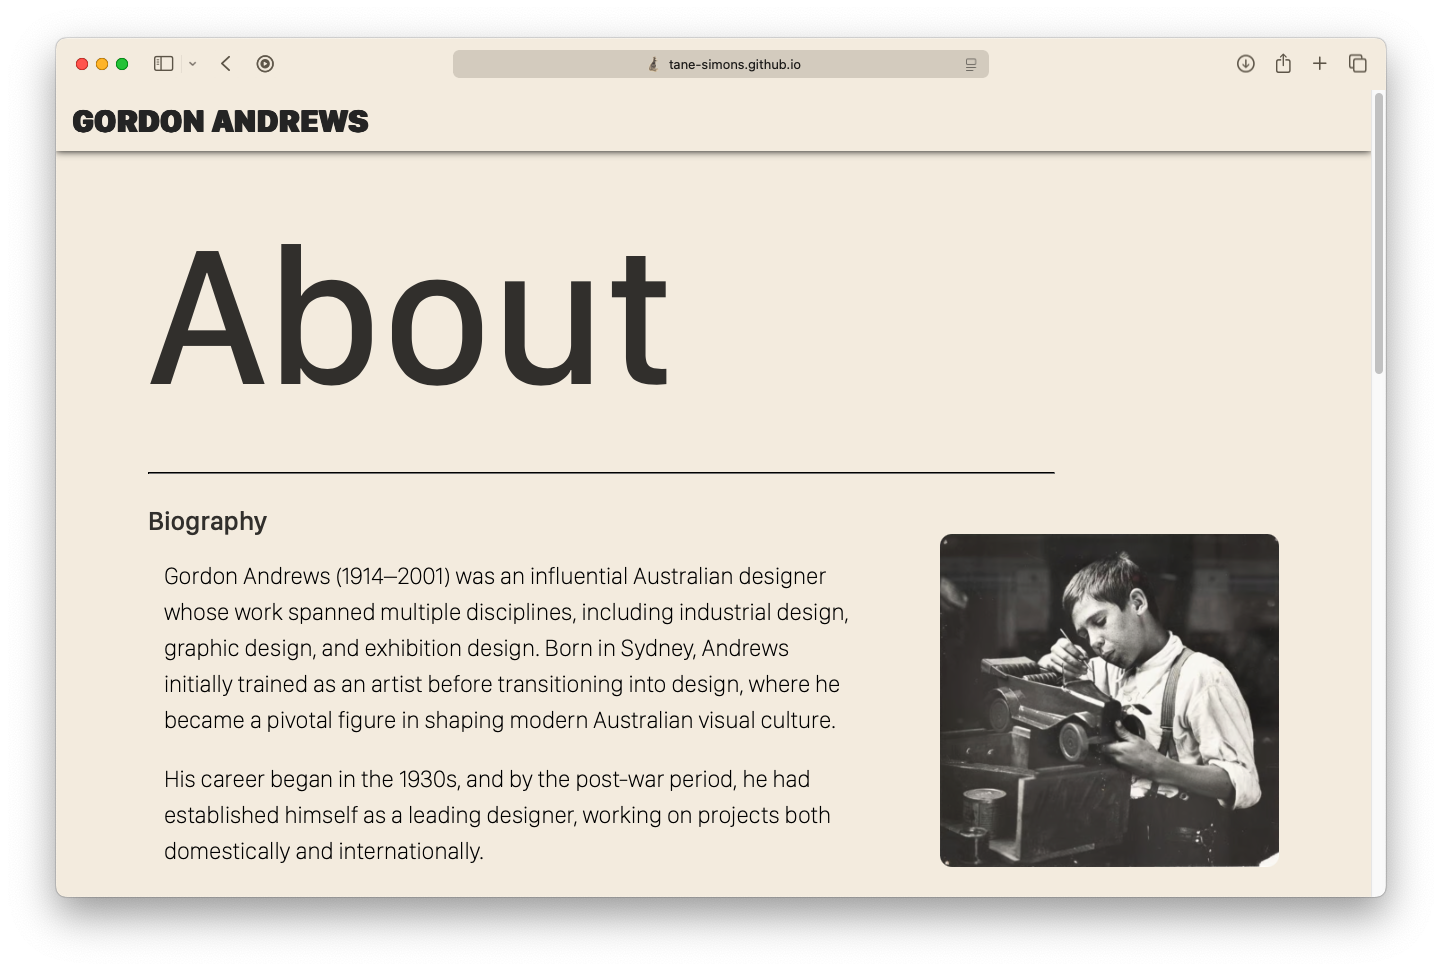 tane-simons.github.io
GORDON ANDREWS
About
Biography
Gordon Andrews (1914–2001) was an influential Australian designer
whose work spanned multiple disciplines, including industrial design,
graphic design, and exhibition design. Born in Sydney, Andrews
initially trained as an artist before transitioning into design, where he
became a pivotal figure in shaping modern Australian visual culture.
His career began in the 1930s, and by the post-war period, he had
established himself as a leading designer, working on projects both
domestically and internationally.